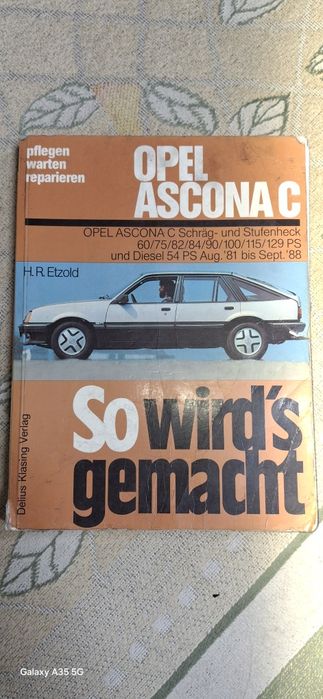 pflegen
warten
reparieren
OPEL
ASCONA C
OPEL ASCONA C Schräg- und Stufenheck
60/75/82/84/90/100/115/129 PS
und Diesel 54 PS Aug.'81 bis Sept.'88
H.R. Etzold
So wird's
gemacht
Delius Klasing Verlag
Galaxy A35 5G